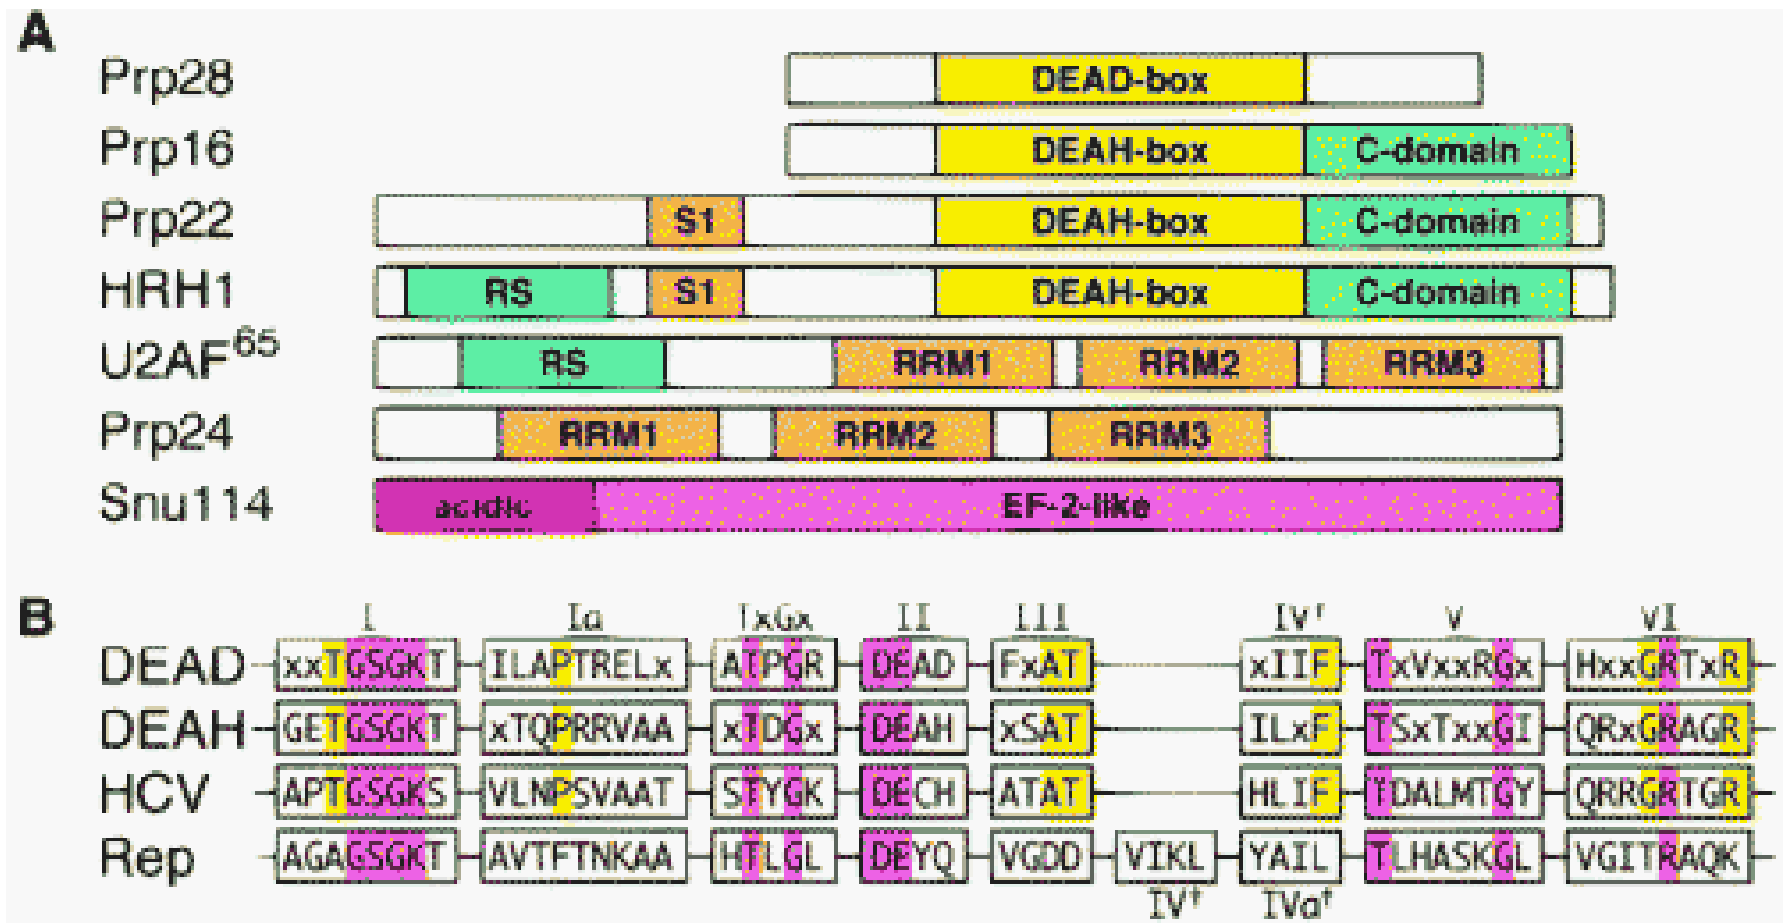 A
Prp28 DEAD-box
Prp16 DEAH-box C-domain
Prp22 S1 DEAH-box C-domain
HRH1 RS S1 DEAH-box C-domain
U2AF65 RS RRM1 RRM2 RRM3
Prp24 RRM1 RRM2 RRM3
Snu114 acidic EF-2-like
B
I Ia TxGx II III IV† V VI
DEAD xxTGSGKT ILAPTRELx ATPGR DEAD FxAT xIIF TxVxxRGx HxxGRTxR
DEAH GETGSGKT xTQPRRVAA xTDGx DEAH xSAT ILxF TSxTxxGI QRxGRAGR
HCV APTGSGKS VLNPSVAAT STYGK DECH ATAT HLIF TDALMTGY QRRGRTGR
Rep AGAGSGKT AVTFTNKAA HTLGL DEYQ VGDD VIKL YAIL TLHASKGL VGITRAQK
IV† IVa†